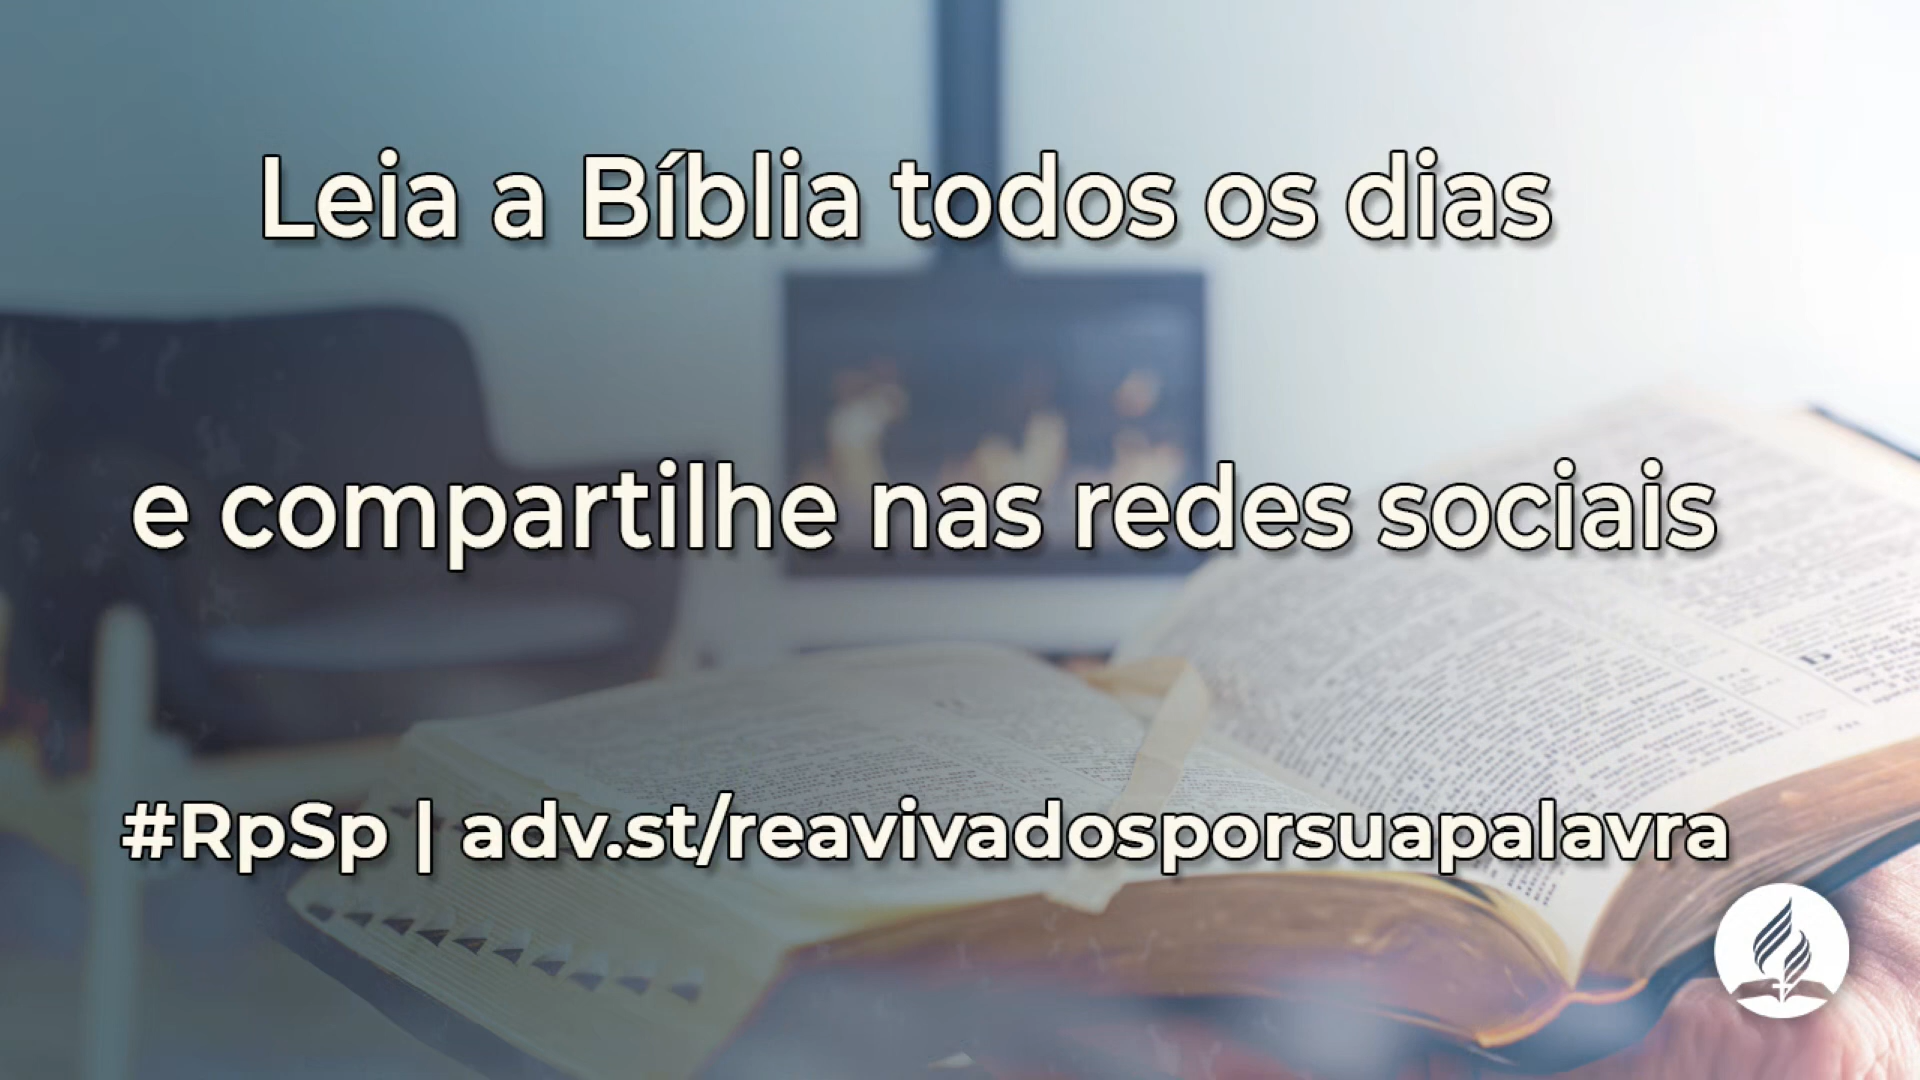 Leia a Bíblia todos os dias
e compartilhe nas redes sociais
#RpSp | adv.st/reavivadosporsuapalavra